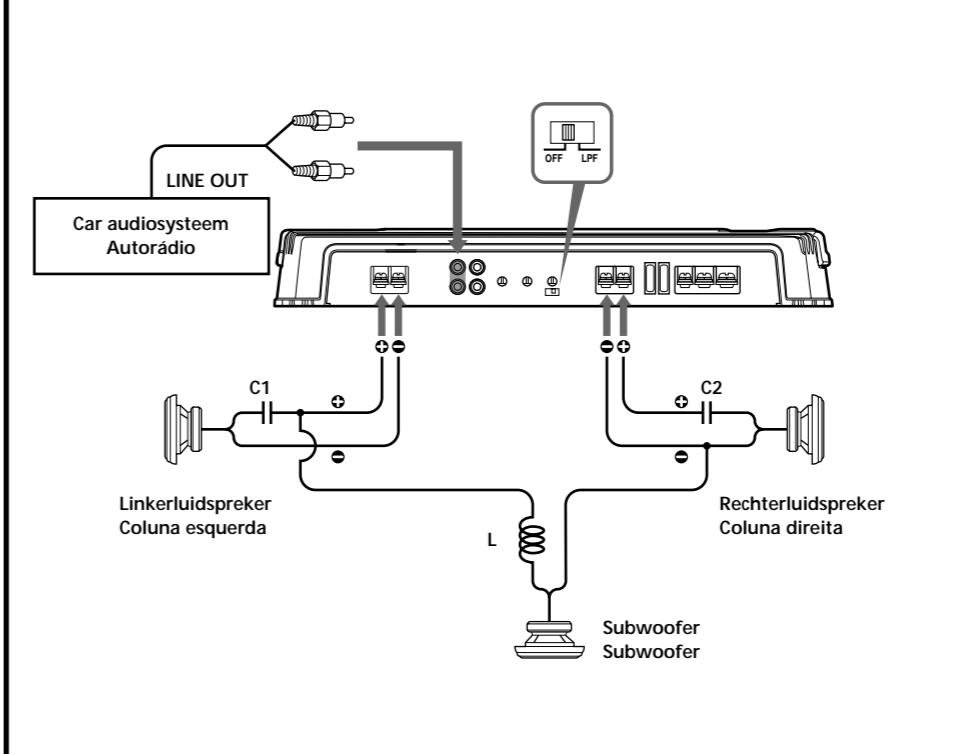 OFF LPF
LINE OUT
Car audiosysteem
Autorádio
+ − − +
C1 + + C2
− −
Linkerluidspreker
Coluna esquerda
Rechterluidspreker
Coluna direita
L
Subwoofer
Subwoofer